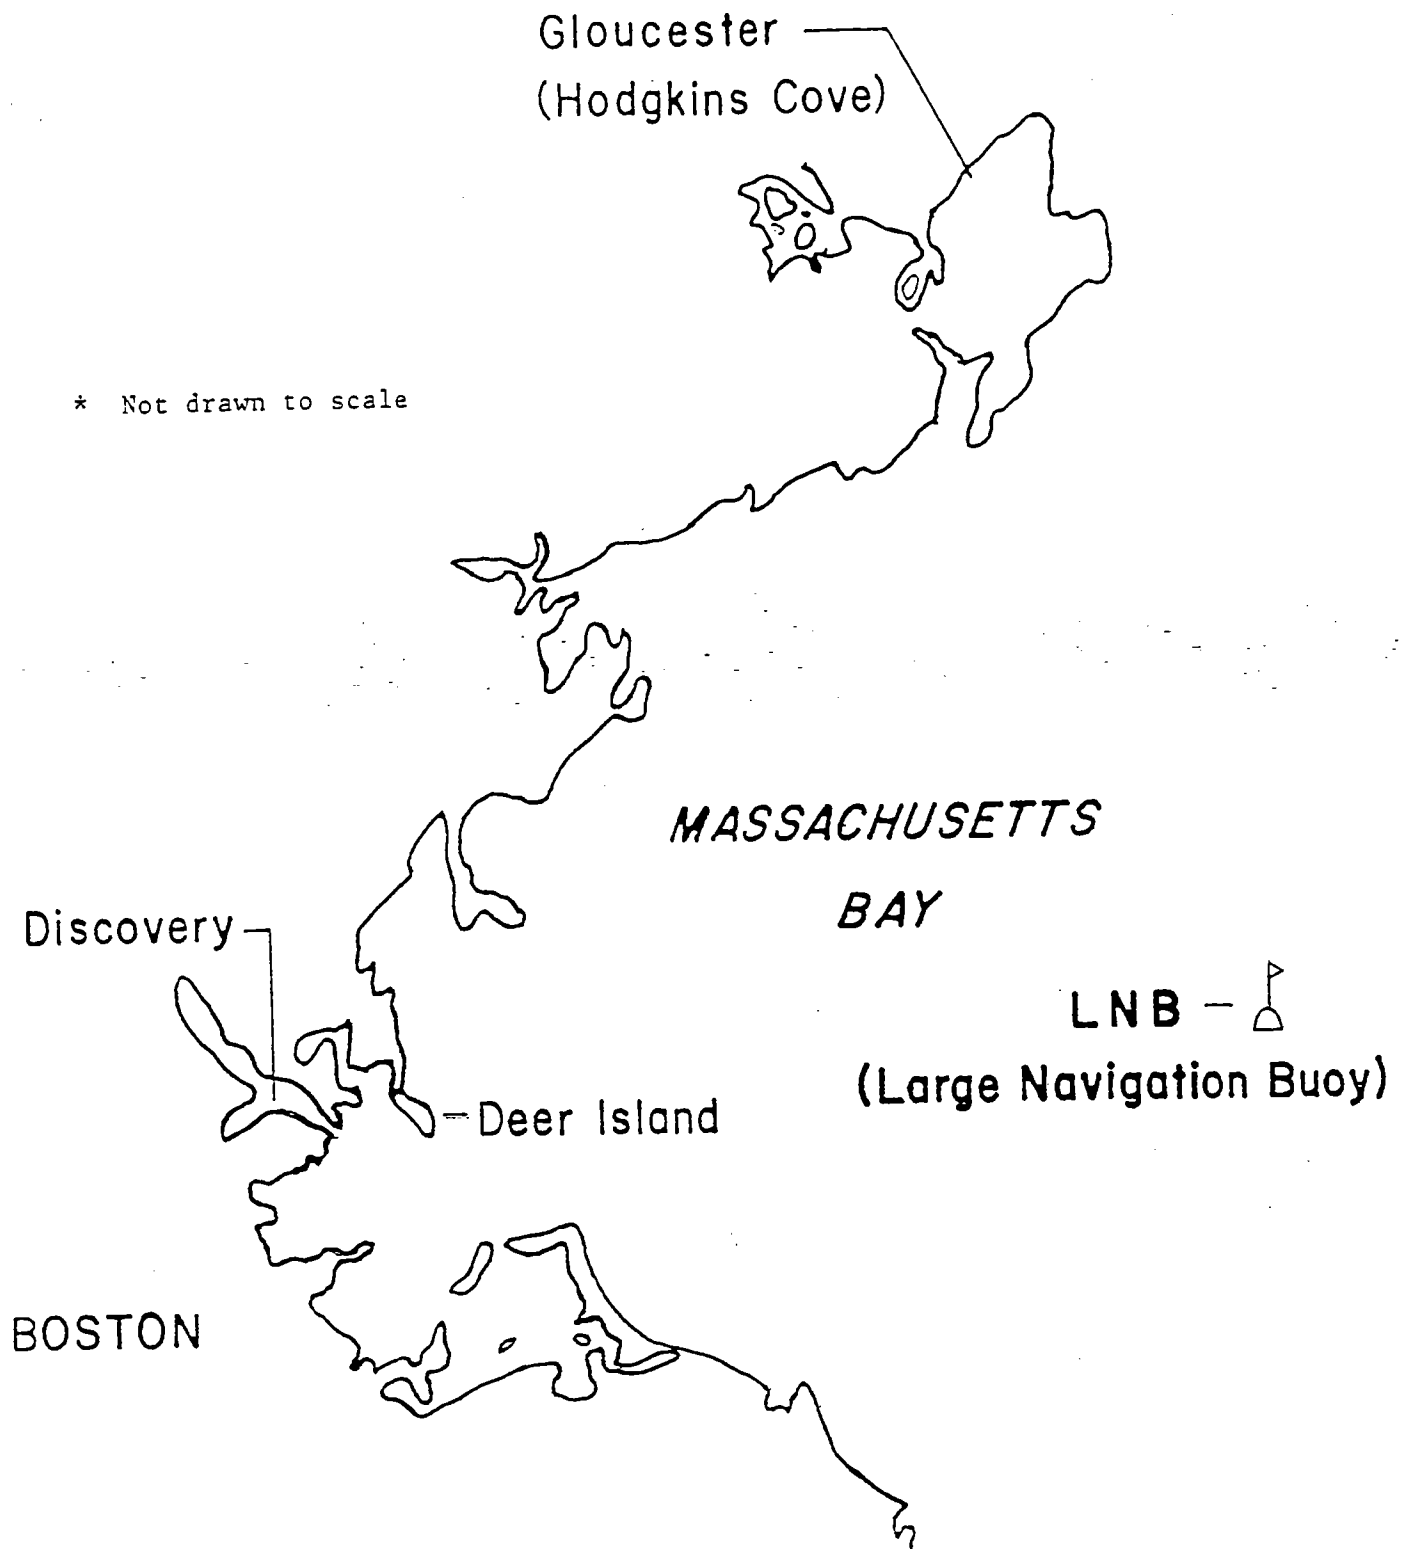 Gloucester
(Hodgkins Cove)
* Not drawn to scale
MASSACHUSETTS
BAY
Discovery
LNB
(Large Navigation Buoy)
Deer Island
BOSTON